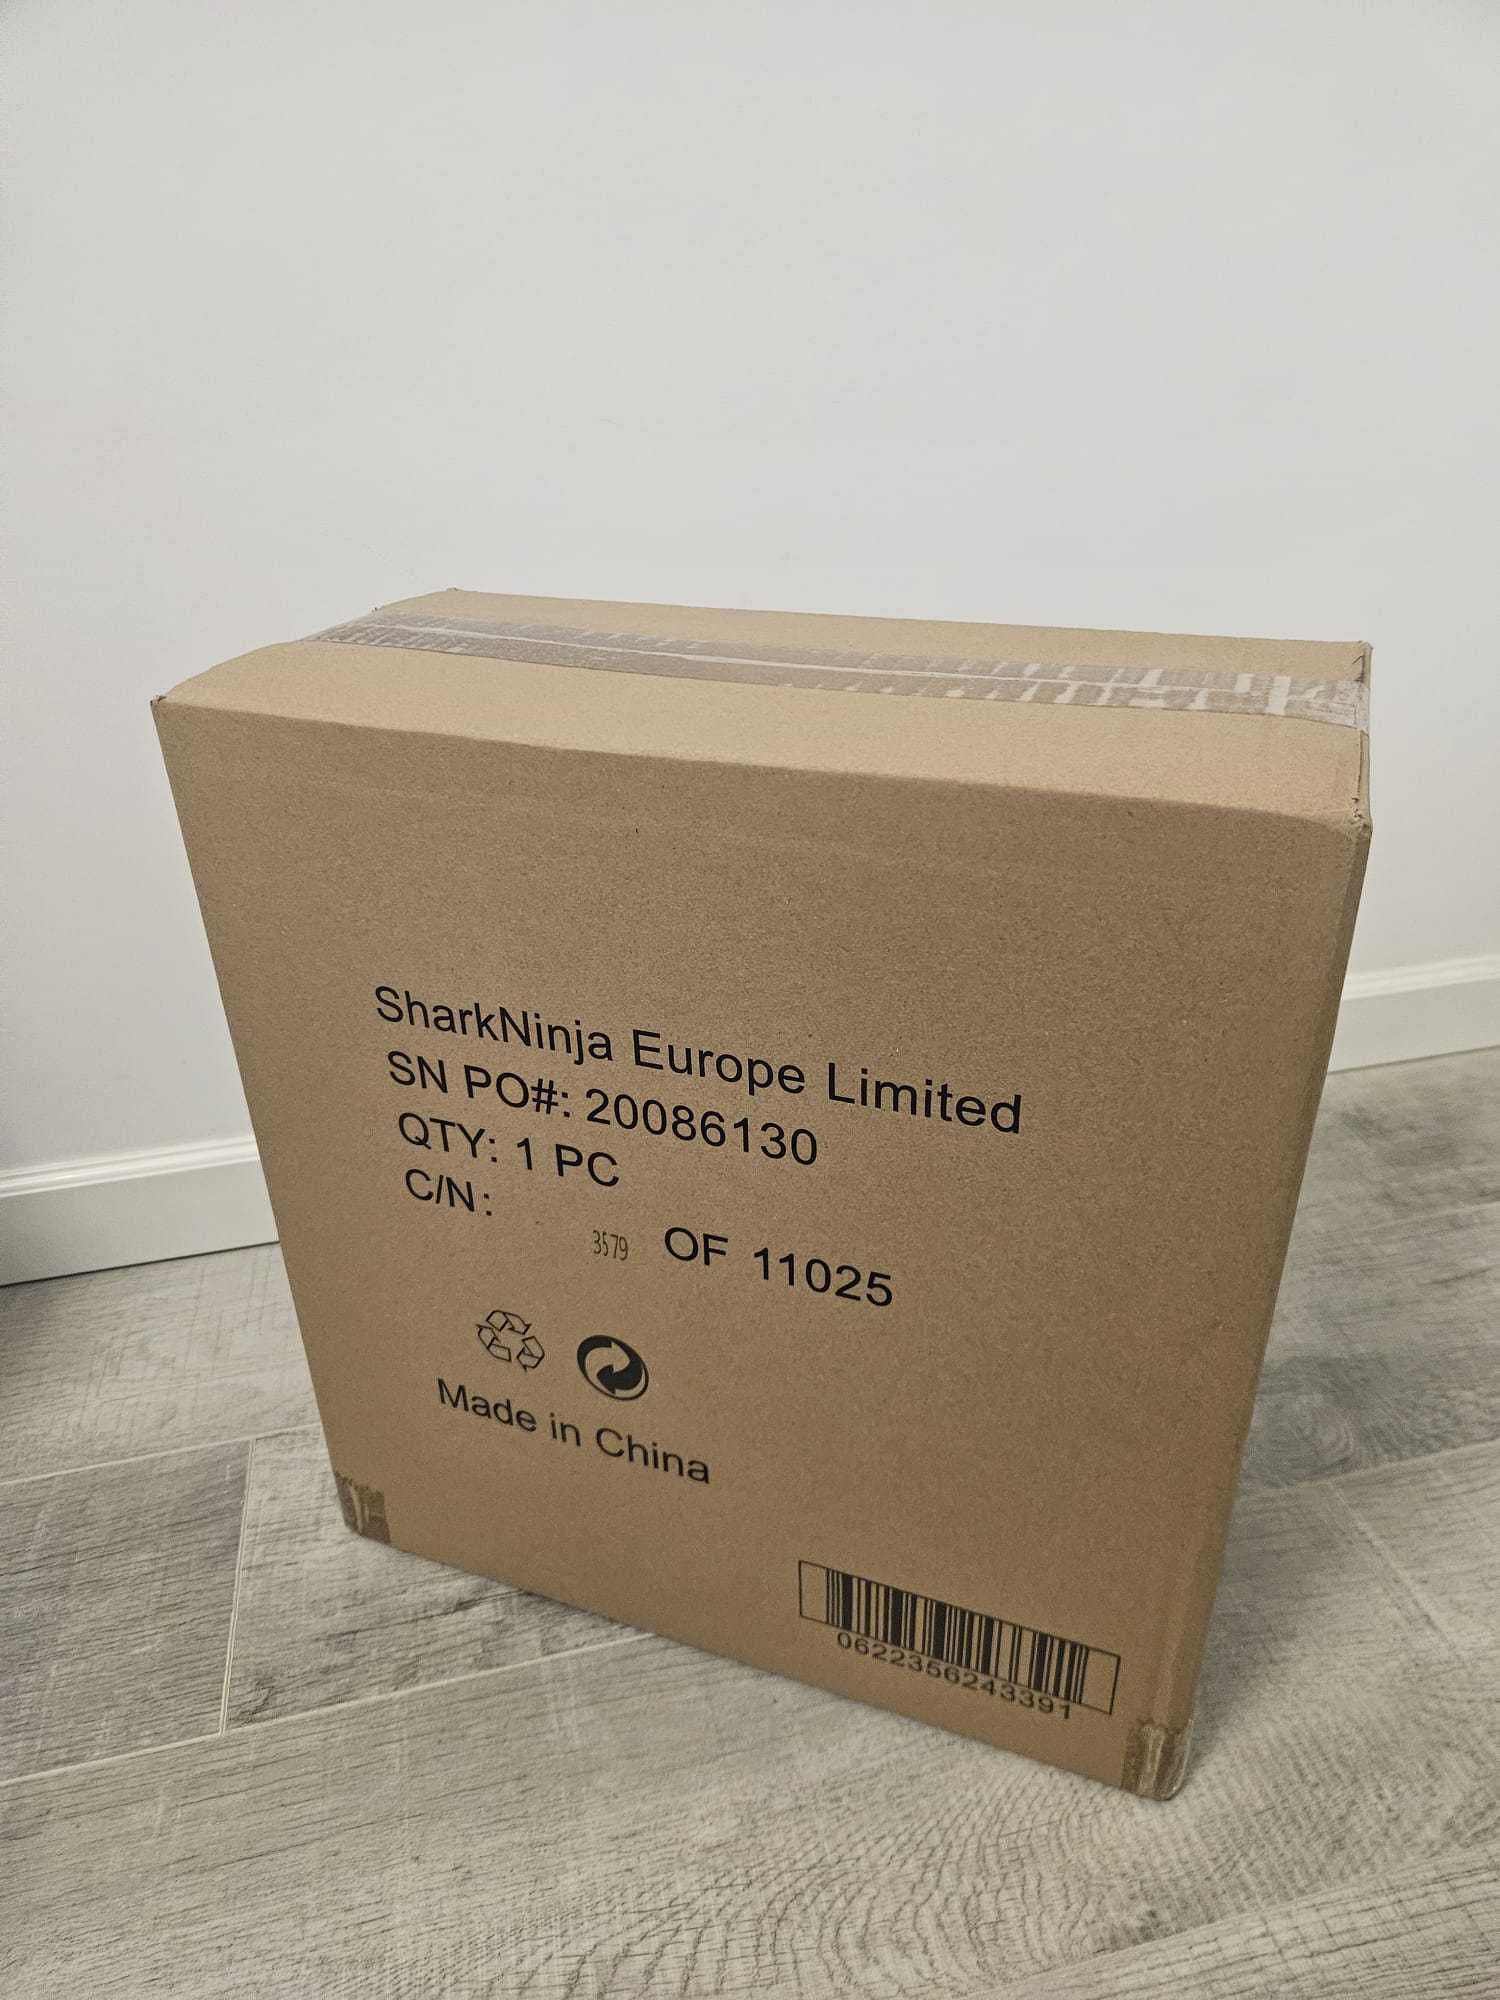 SharkNinja Europe Limited
SN PO#: 20086130
QTY: 1 PC
C/N:
3579 OF 11025
Made in China
0622356243391